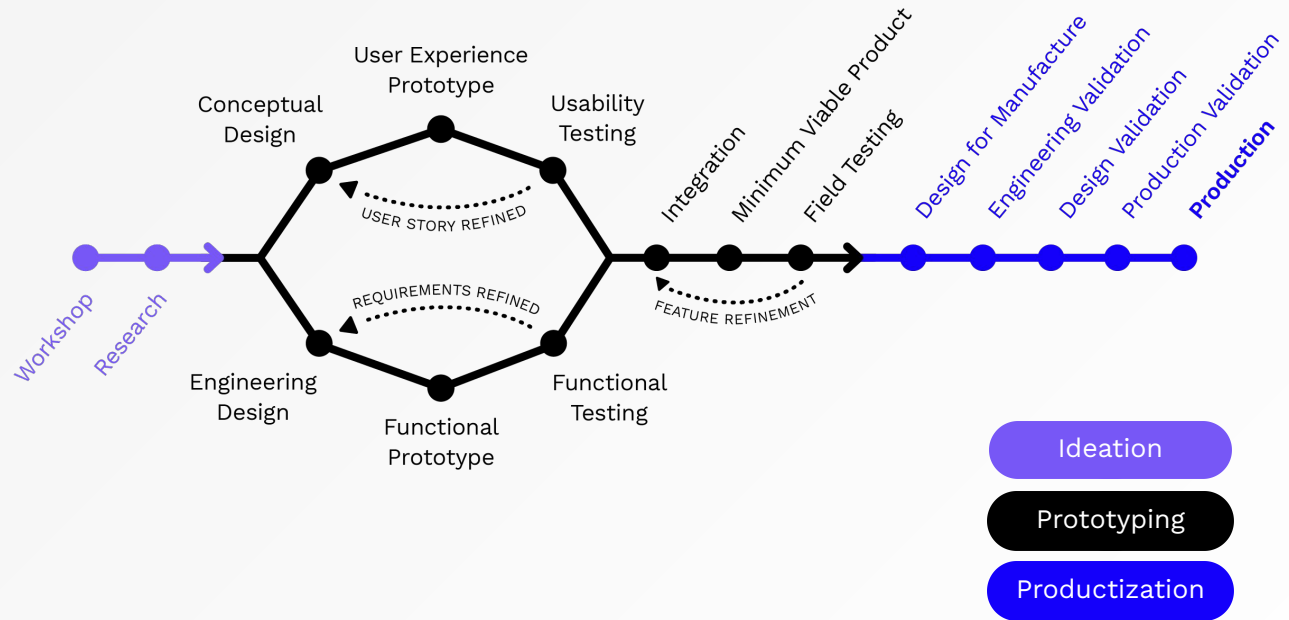 User Experience
Prototype
Conceptual
Design
Usability
Testing
USER STORY REFINED
REQUIREMENTS REFINED
Workshop
Research
Engineering
Design
Functional
Prototype
Functional
Testing
Integration
Minimum Viable Product
Field Testing
FEATURE REFINEMENT
Design for Manufacture
Engineering Validation
Design Validation
Production Validation
Production
Ideation
Prototyping
Productization